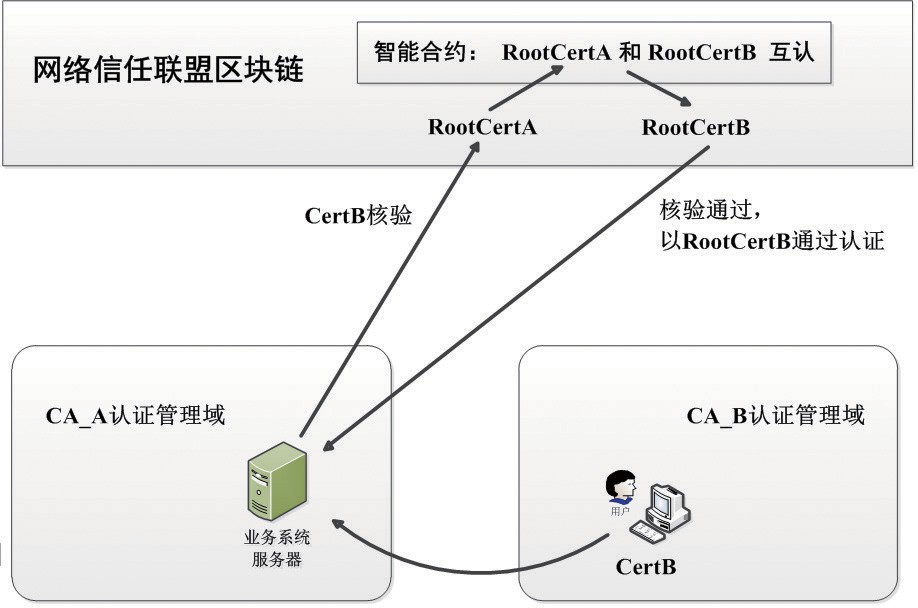 网络信任联盟区块链
智能合约： RootCertA 和 RootCertB 互认
RootCertA
RootCertB
CertB核验
核验通过，
以RootCertB通过认证
CA_A认证管理域
CA_B认证管理域
业务系统
服务器
用户
CertB